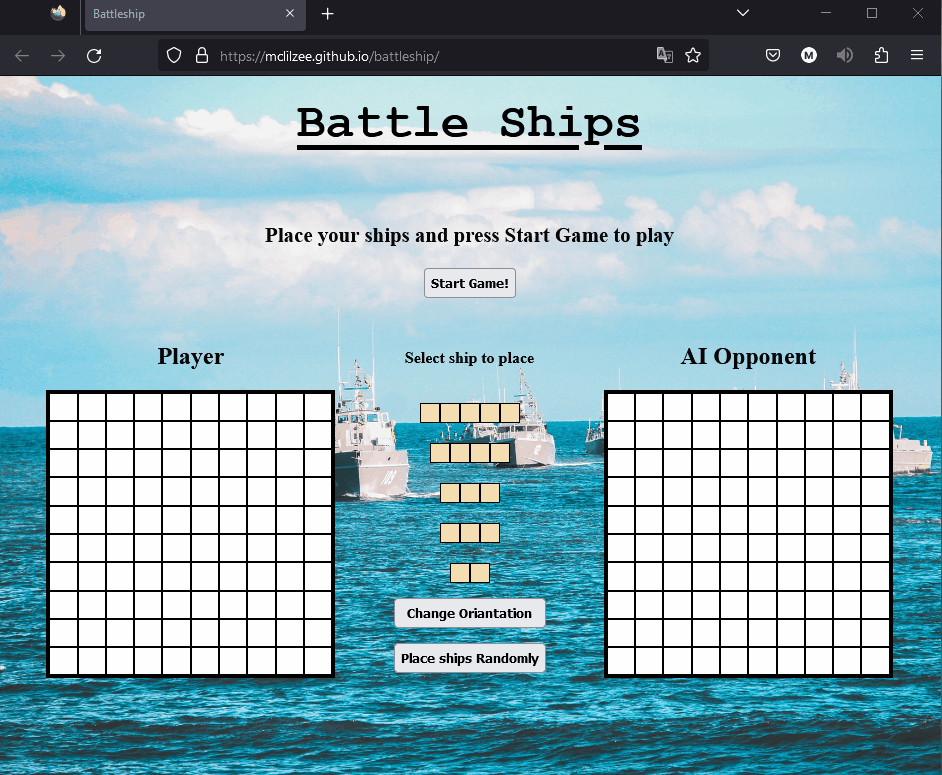 Battleship
https://mclilzee.github.io/battleship/
M
Battle Ships
Place your ships and press Start Game to play
Start Game!
Player
Select ship to place
AI Opponent
109
Change Oriantation
Place ships Randomly